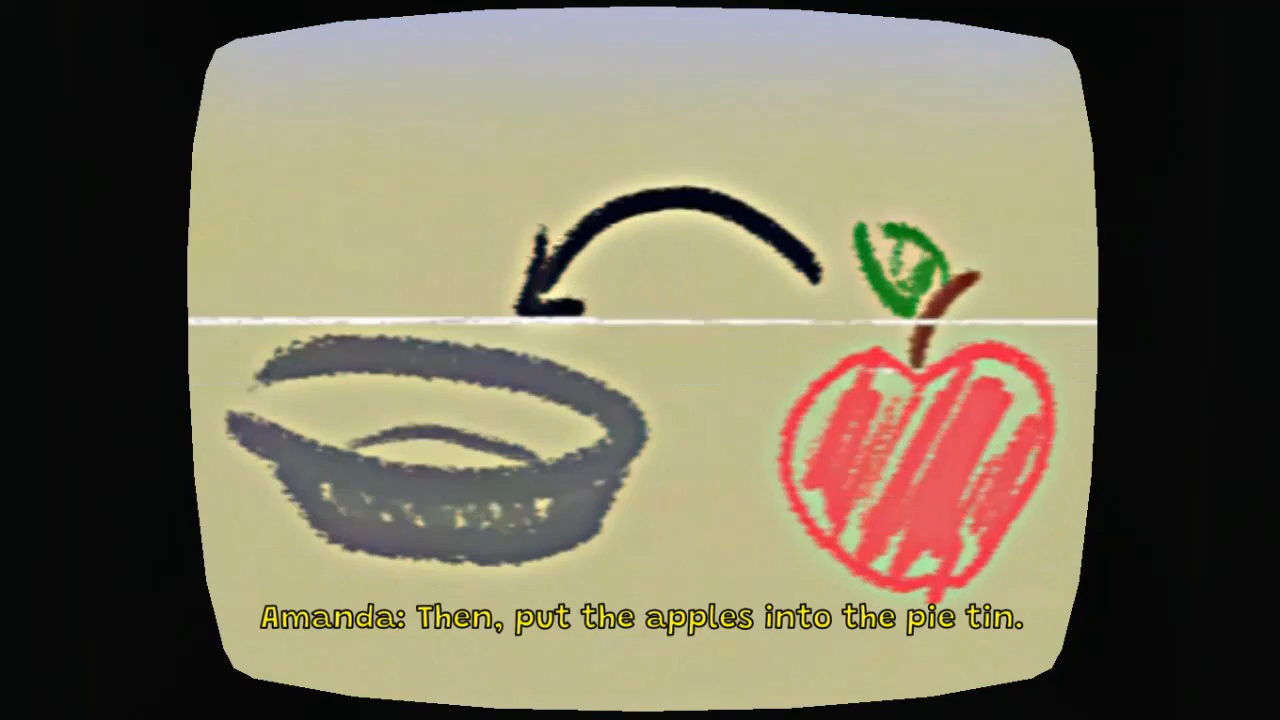 Amanda: Then, put the apples into the pie tin.